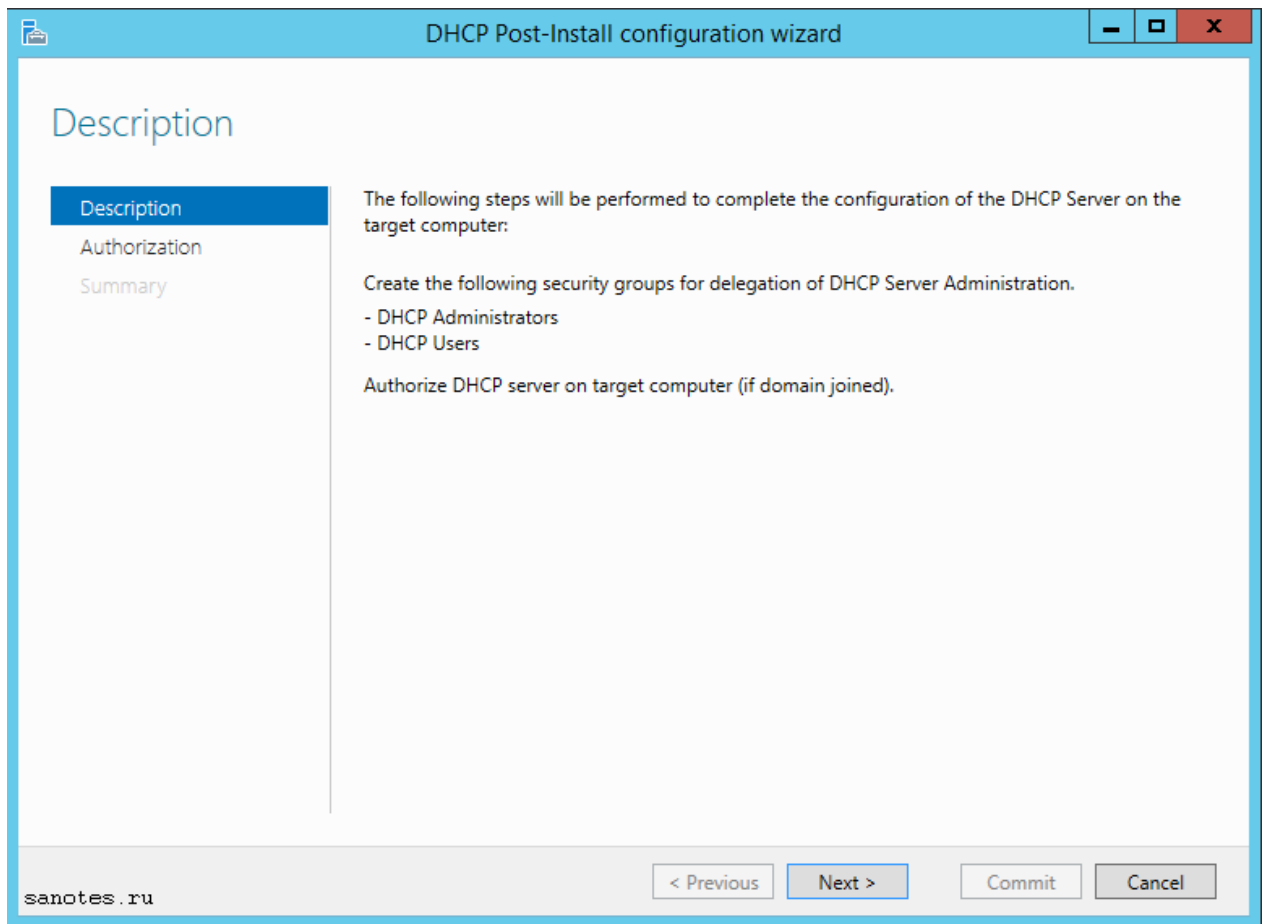 DHCP Post-Install configuration wizard
Description
Description
Authorization
Summary
The following steps will be performed to complete the configuration of the DHCP Server on the
target computer:
Create the following security groups for delegation of DHCP Server Administration.
- DHCP Administrators
- DHCP Users
Authorize DHCP server on target computer (if domain joined).
< Previous
Next >
Commit
Cancel
sanotes.ru